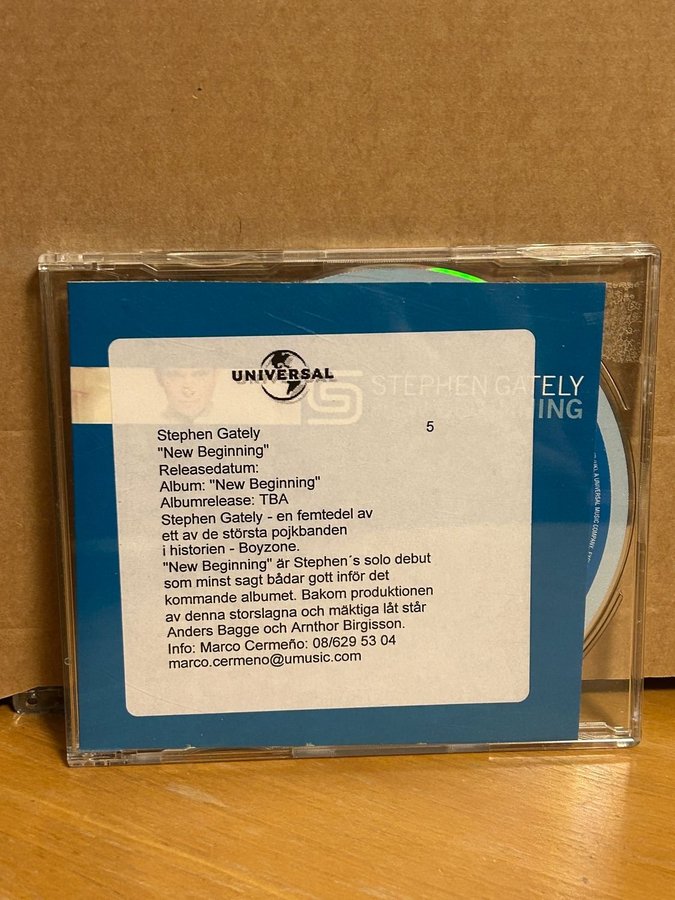 UNIVERSAL
STEPHEN GATELY
Stephen Gately 5
"New Beginning"
Releasedatum:
Album: "New Beginning"
Albumrelease: TBA
Stephen Gately - en femtedel av
ett av de största pojkbanden
i historien - Boyzone.
"New Beginning" är Stephen´s solo debut
som minst sagt bådar gott inför det
kommande albumet. Bakom produktionen
av denna storslagna och mäktiga låt står
Anders Bagge och Arnthor Birgisson.
Info: Marco Cermeño: 08/629 53 04
marco.cermeno@umusic.com
A UNIVERSAL MUSIC COMPANY.